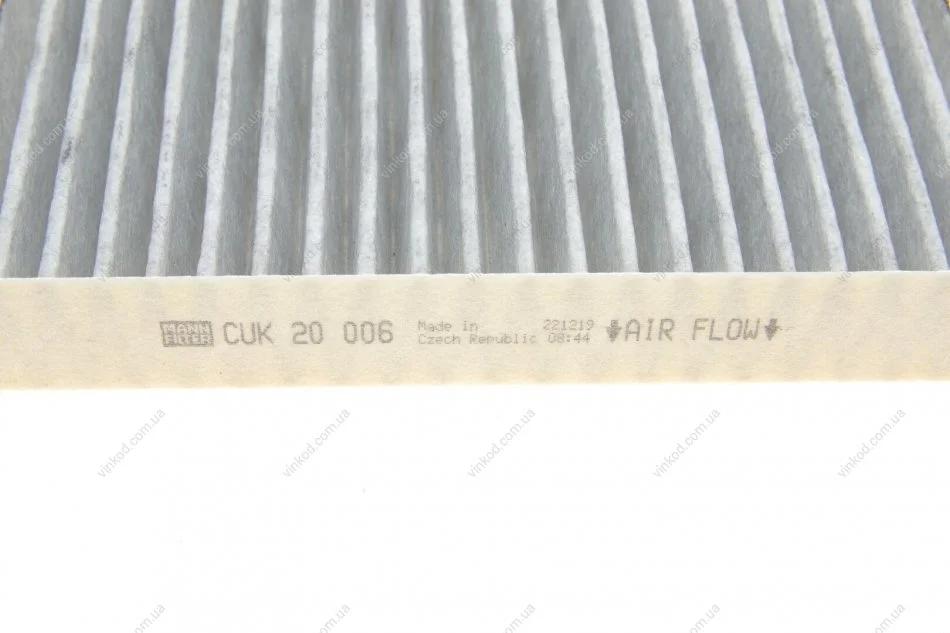 MANN
FILTER
CUK 20 006
Made in 221219
Czech Republic 08:44
AIR FLOW
vinkod.com.ua